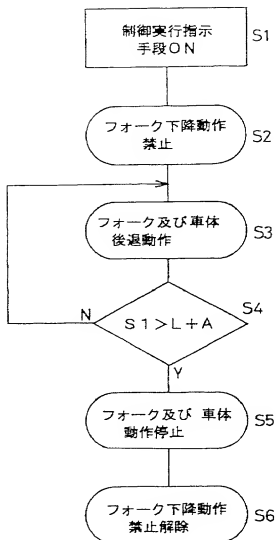 制御実行指示
手段ON
S1
フォーク下降動作
禁止
S2
フォーク及び車体
後退動作
S3
S4
N
S1>L+A
Y
フォーク及び 車体
動作停止
S5
フォーク下降動作
禁止解除
S6